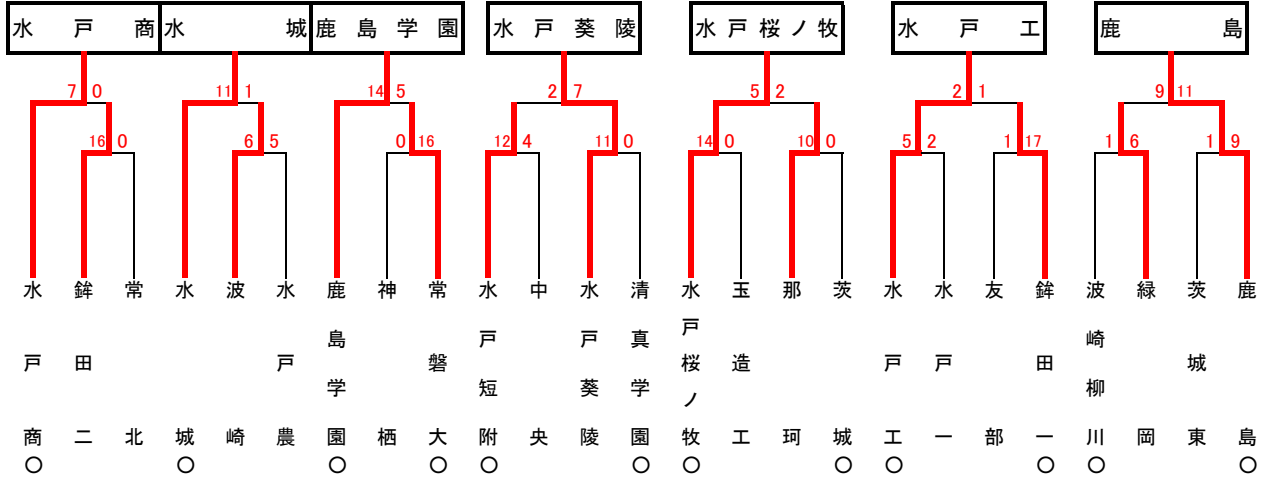 水戸商 水城 鹿島学園 水戸葵陵 水戸桜ノ牧 水戸工 鹿島
7 0 11 1 14 5 2 7 5 2 2 1 9 11
16 0 6 5 0 16 12 4 11 0 14 0 10 0 5 2 1 17 1 6 1 9
水戸商
鉾田二
常北
水城
波崎
水戸農
鹿島学園
神栖
常磐大
水戸短附
中央
水戸葵陵
清真学園
水戸桜ノ牧
玉造工
那珂
茨城
水戸工
水戸一
友部
鉾田一
波崎柳川
緑岡
茨城東
鹿島
○ ○ ○ ○ ○ ○ ○ ○ ○ ○ ○ ○